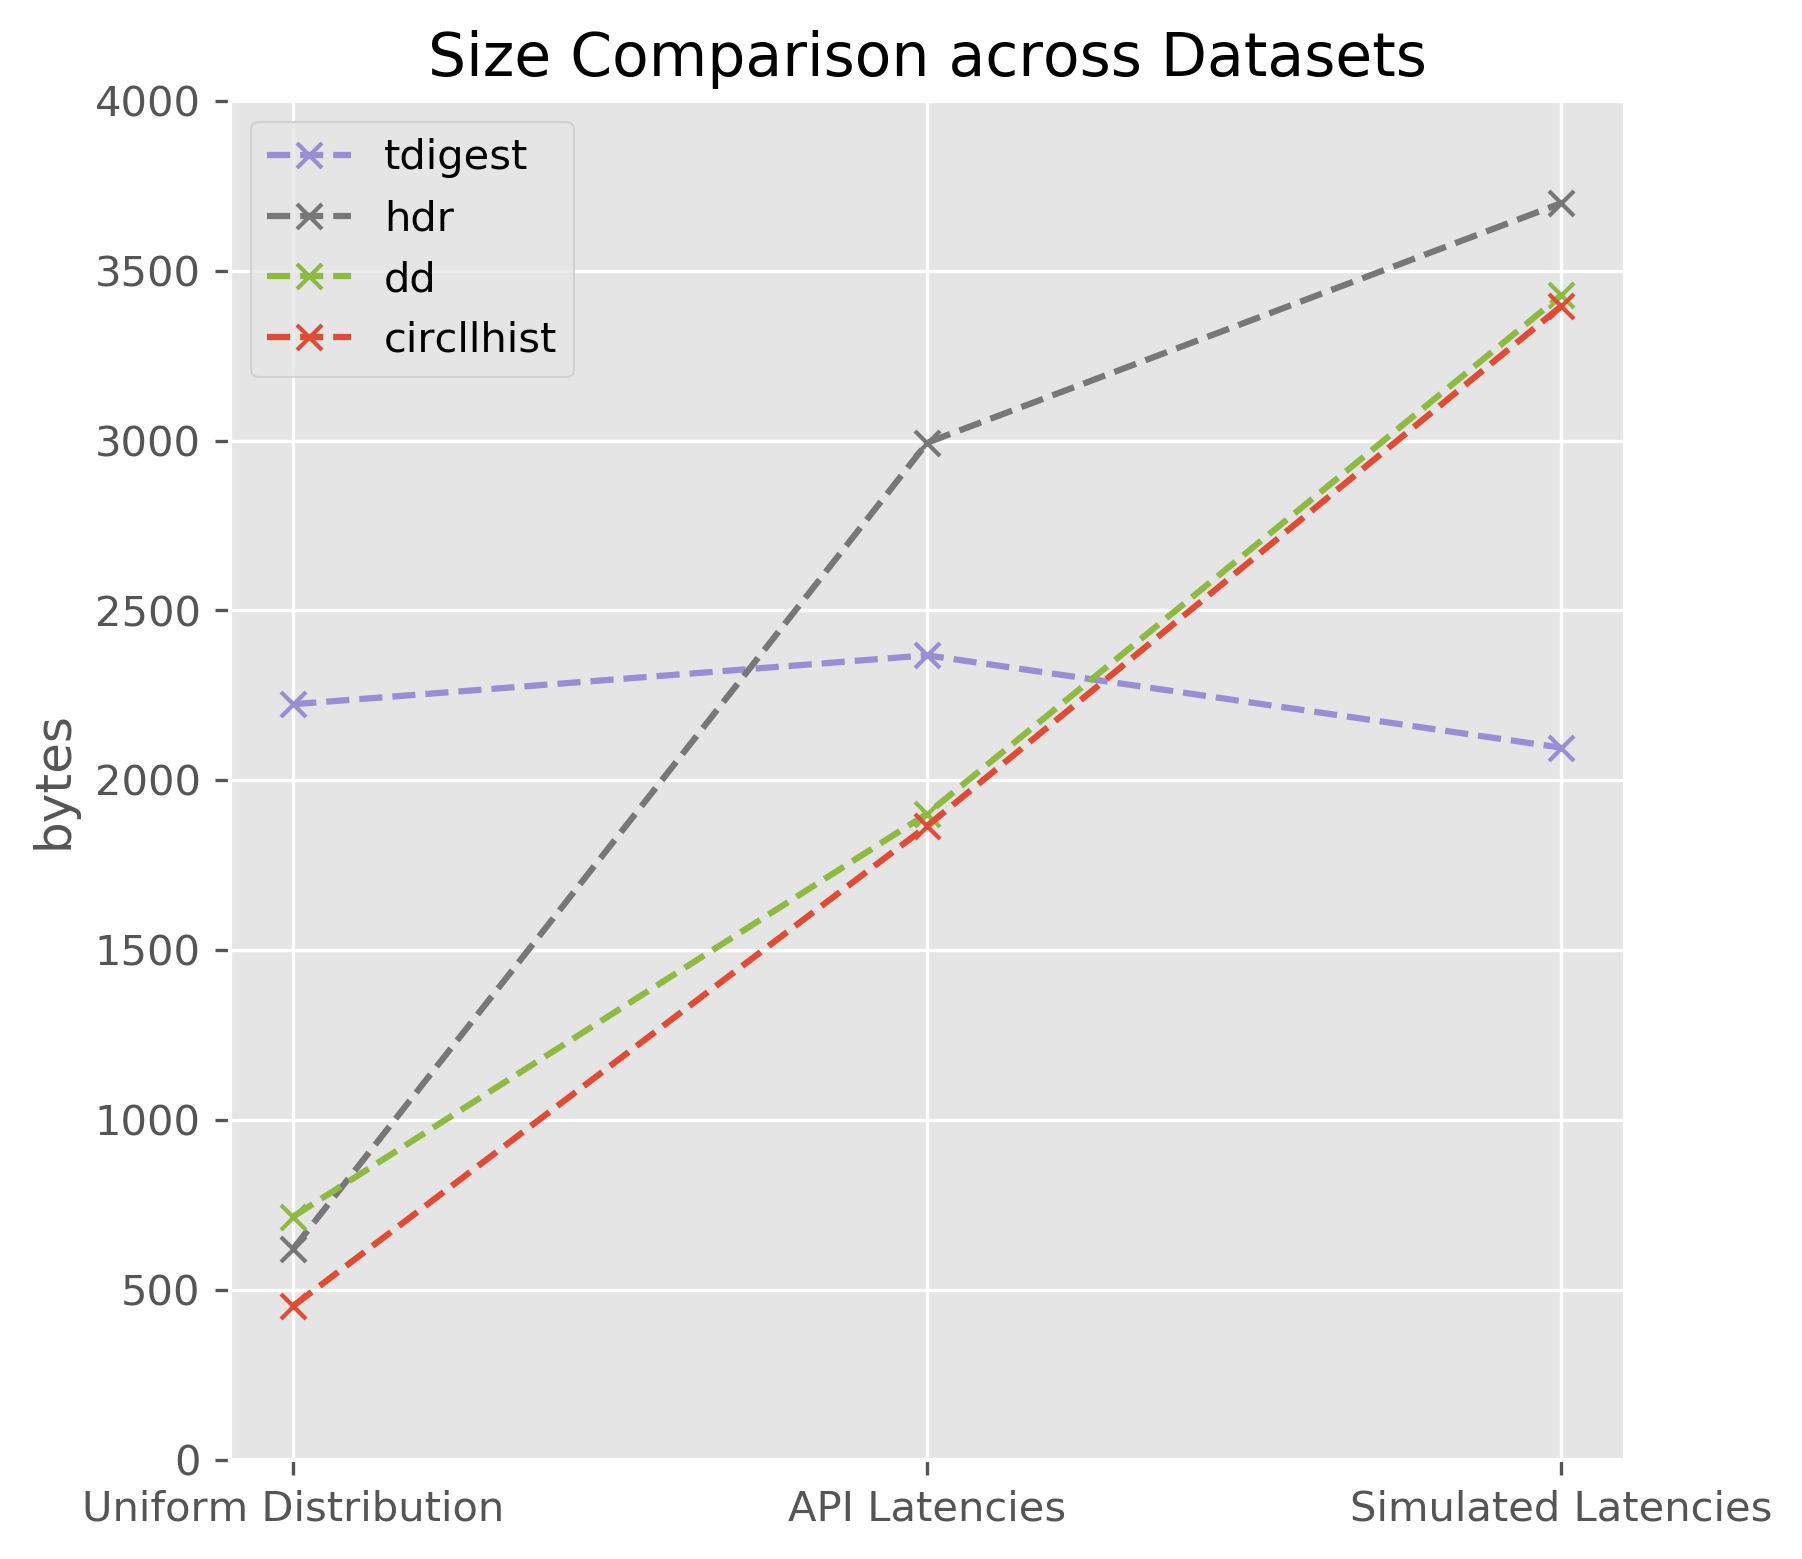 Size Comparison across Datasets
4000
3500
3000
2500
2000
1500
1000
500
0
bytes
tdigest
hdr
dd
circllhist
Uniform Distribution
API Latencies
Simulated Latencies